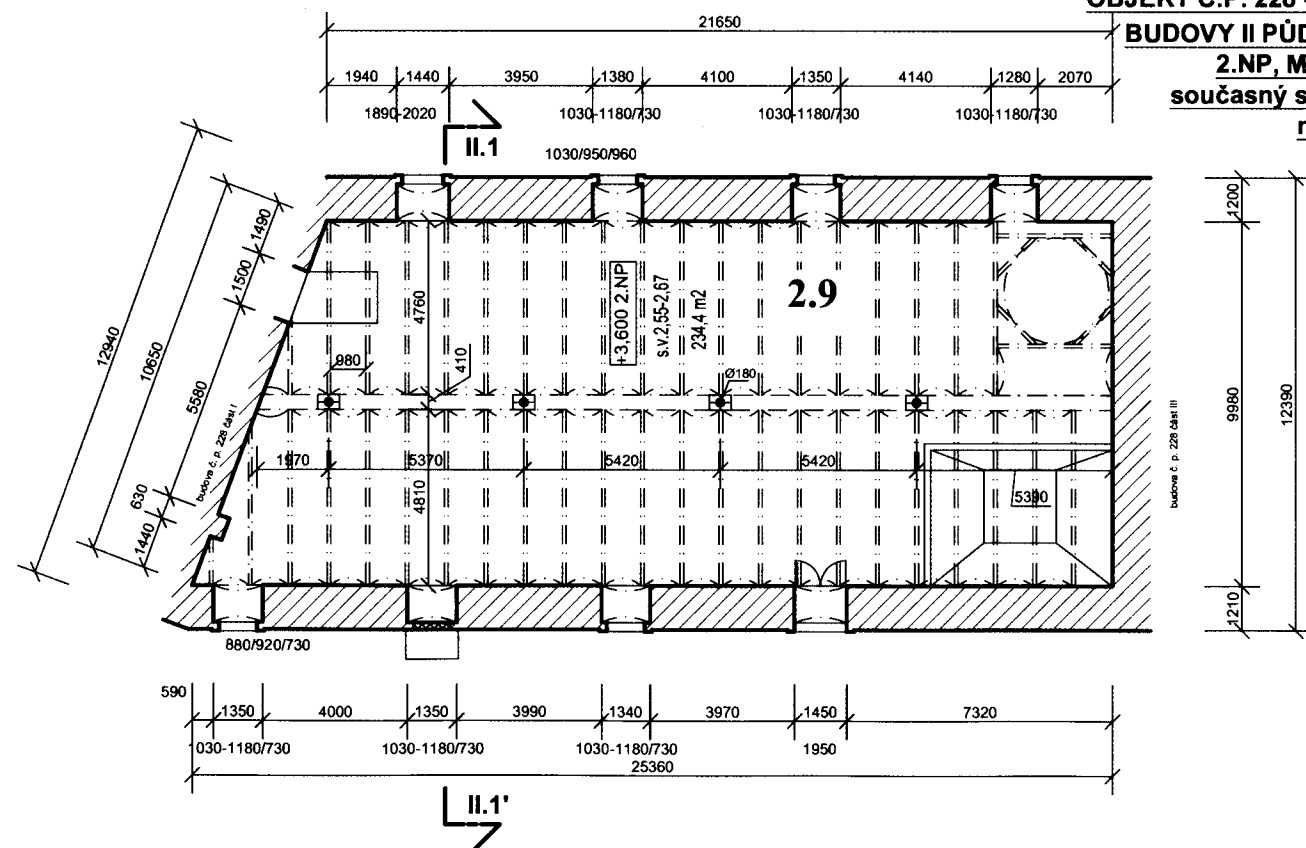 OBJEKT Č.P. 228
BUDOVY II PŮD
2.NP, M
současný s
21650
1940 1440 3950 1380 4100 1350 4140 1280 2070
1890-2020 1030-1180/730 1030-1180/730 1030-1180/730
II.1
1030/950/960
1200
9980
1210
12390
12940
10650
1490
1500
5580
630
1440
4760
410
980
+3,600 2.NP
s.v.2,55-2,67
234,4 m2
2.9
Ø180
budova č. p. 228 část I
budova č. p. 228 část III
1970 5370 5420 5420 5390
4810
880/920/730
590 1350 4000 1350 3990 1340 3970 1450 7320
1030-1180/730 1030-1180/730 1030-1180/730 1950
25360
II.1'